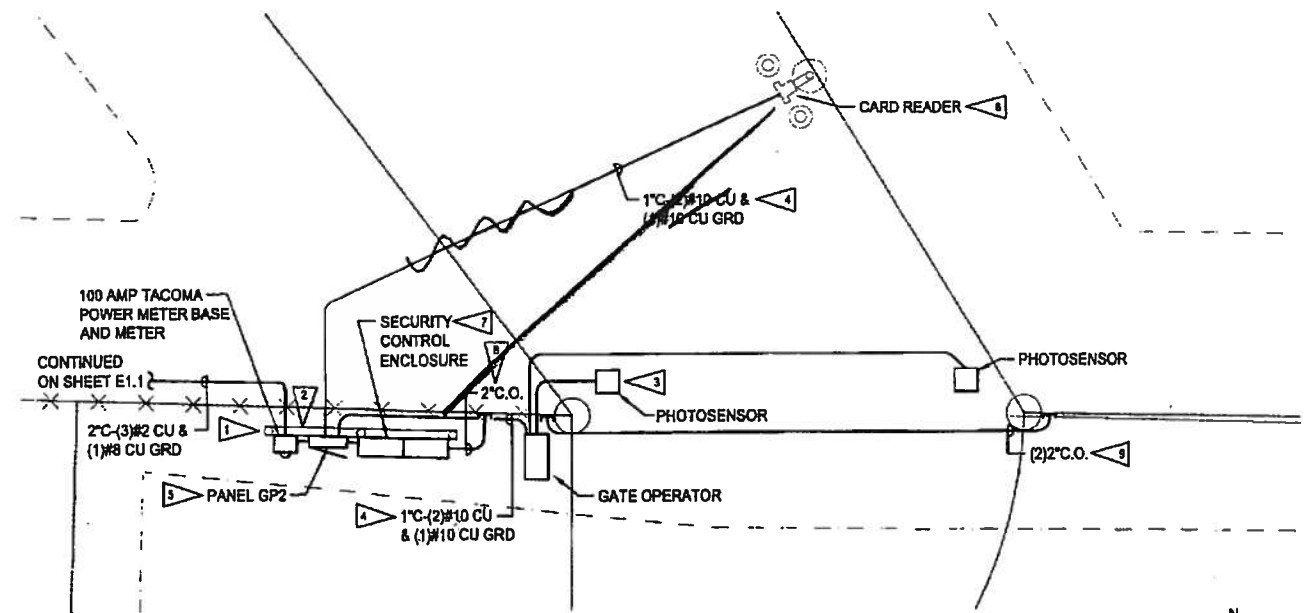 CARD READER 6
1"C-(2)#10 CU & 4
(1)#10 CU GRD
100 AMP TACOMA
POWER METER BASE
AND METER
SECURITY 7
CONTROL
ENCLOSURE
8
2"C.O.
CONTINUED
ON SHEET E1.1
2
3
PHOTOSENSOR
PHOTOSENSOR
2"C-(3)#2 CU &
(1)#8 CU GRD
1
(2)2"C.O. 9
5 PANEL GP2
GATE OPERATOR
4 1"C-(2)#10 CU
& (1)#10 CU GRD
N